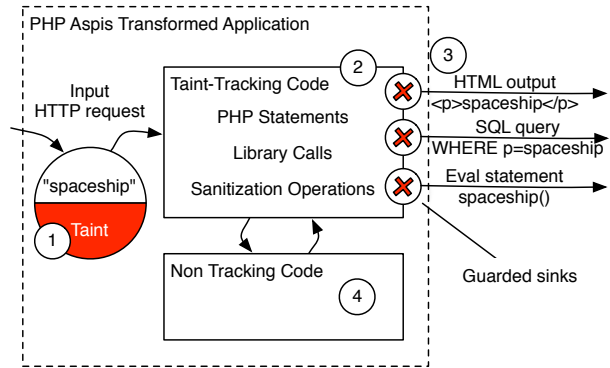 PHP Aspis Transformed Application
Input
HTTP request
"spaceship"
Taint
1
2
Taint-Tracking Code
PHP Statements
Library Calls
Sanitization Operations
Non Tracking Code
4
3
HTML output
<p>spaceship</p>
SQL query
WHERE p=spaceship
Eval statement
spaceship()
Guarded sinks